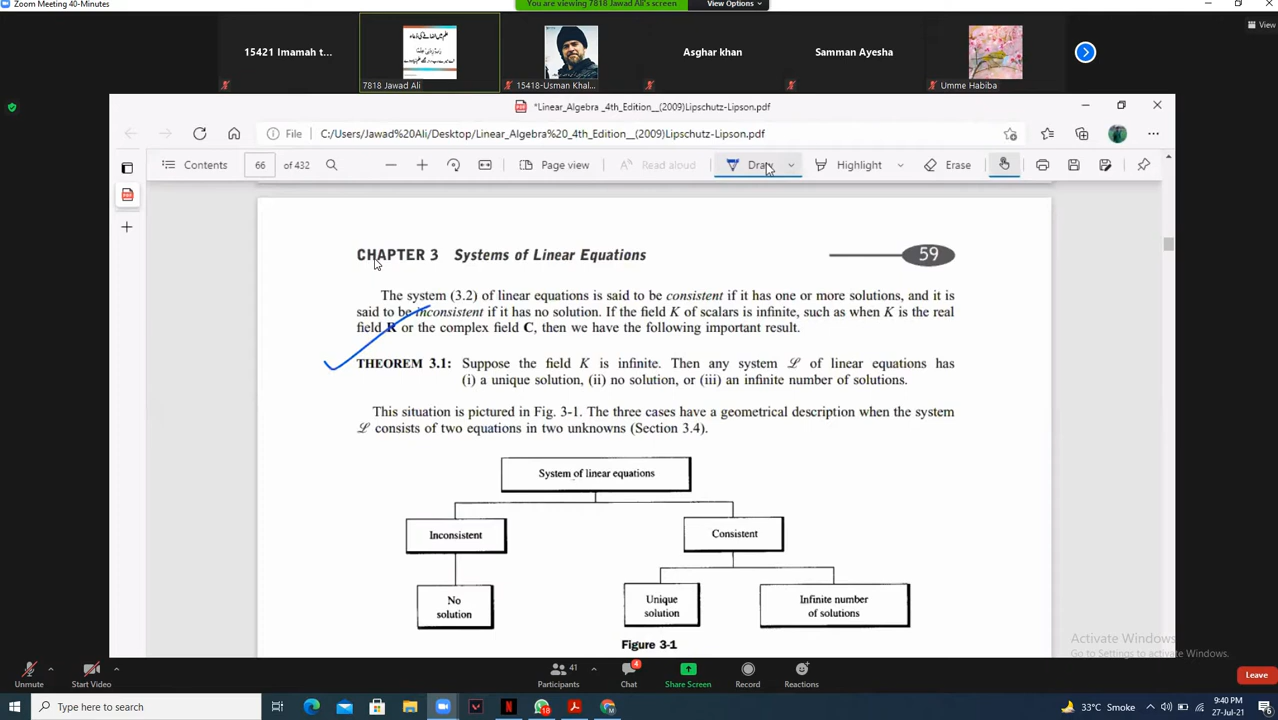 Zoom Meeting 40-Minutes
You are viewing 7818 Jawad Ali's screen
View Options
View
15421 Imamah t...
7818 Jawad Ali
15418-Usman Khal...
Asghar khan
Samman Ayesha
Umme Habiba
*Linear_Algebra _4th_Edition__(2009)Lipschutz-Lipson.pdf
File
C:/Users/Jawad%20Ali/Desktop/Linear_Algebra%20_4th_Edition__(2009)Lipschutz-Lipson.pdf
Contents
66
of 432
Page view
Read aloud
Draw
Highlight
Erase
CHAPTER 3 Systems of Linear Equations
59
The system (3.2) of linear equations is said to be consistent if it has one or more solutions, and it is
said to be inconsistent if it has no solution. If the field K of scalars is infinite, such as when K is the real
field R or the complex field C, then we have the following important result.
THEOREM 3.1: Suppose the field K is infinite. Then any system ℒ of linear equations has
(i) a unique solution, (ii) no solution, or (iii) an infinite number of solutions.
This situation is pictured in Fig. 3-1. The three cases have a geometrical description when the system
ℒ consists of two equations in two unknowns (Section 3.4).
System of linear equations
Inconsistent
Consistent
No
solution
Unique
solution
Infinite number
of solutions
Figure 3-1
Activate Windows
Go to Settings to activate Windows.
Unmute
Start Video
41
Participants
4
Chat
Share Screen
Record
Reactions
Leave
Type here to search
18
33°C Smoke
9:40 PM
27-Jul-21